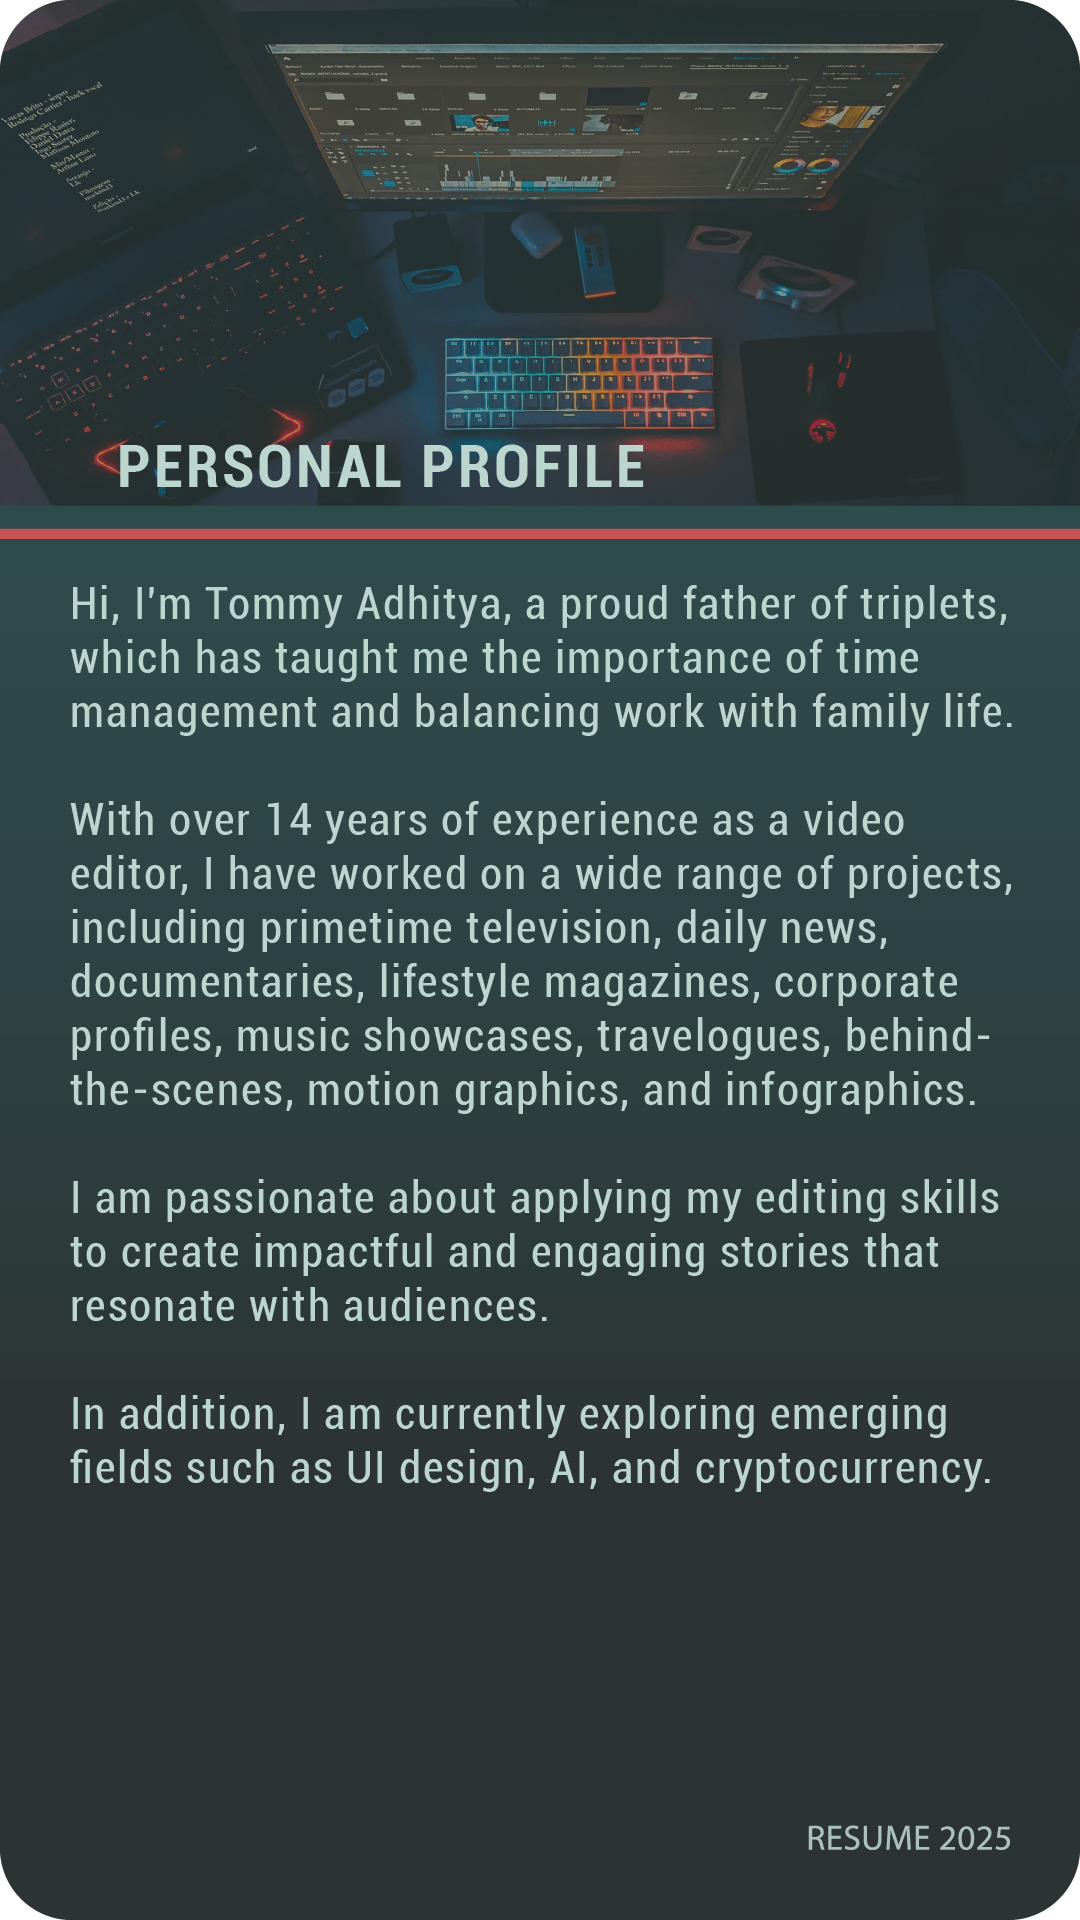 Rodrigo Cartier - back vocal
PERSONAL PROFILE
Hi, I'm Tommy Adhitya, a proud father of triplets,
which has taught me the importance of time
management and balancing work with family life.
With over 14 years of experience as a video
editor, I have worked on a wide range of projects,
including primetime television, daily news,
documentaries, lifestyle magazines, corporate
profiles, music showcases, travelogues, behind-
the-scenes, motion graphics, and infographics.
I am passionate about applying my editing skills
to create impactful and engaging stories that
resonate with audiences.
In addition, I am currently exploring emerging
fields such as UI design, AI, and cryptocurrency.
RESUME 2025